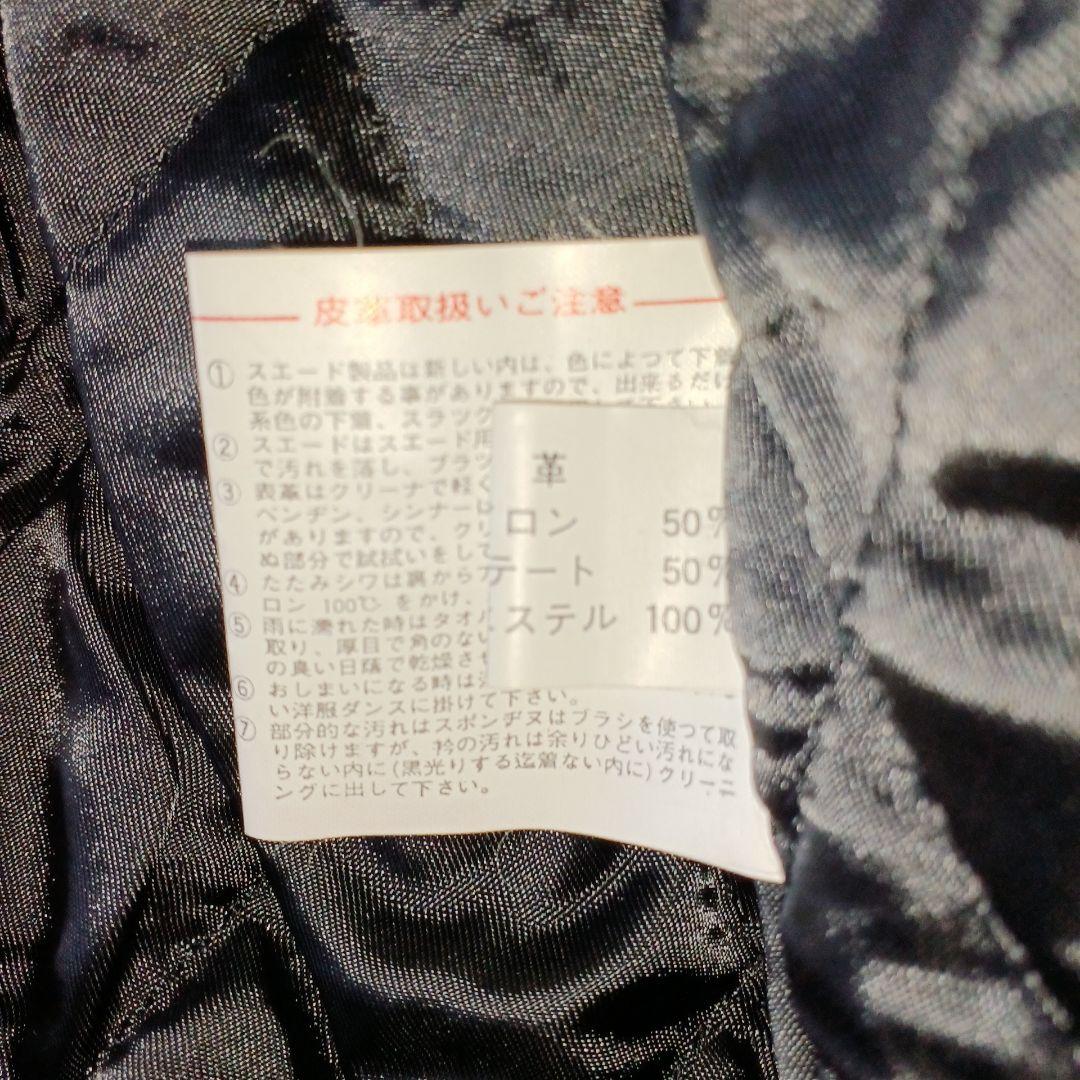 皮革取扱いご注意
① スエード製品は新しい内は、色によつて下着
色が附着する事がありますので、出来るだけ
系色の下着、スラック
② スエードはスエード用
で汚れを落し、ブラッ
③ 表革はクリーナで軽く
ベンヂン、シンナー
がありますので、
ぬ部分で試拭いをして
④ たたみシワは裏から
ロン 100℃ をかけ、
⑤ 雨に濡れた時はタオル
取り、厚目で角のない
の良い日蔭で乾燥させ
⑥ おしまいになる時は
い洋服ダンスに掛けて下さい。
⑦ 部分的な汚れはスポンヂヌはブラシを使つて取
り除けますが、衿の汚れは余りひどい汚れにな
らない内に(黒光りする迄着ない内に)クリーニ
ングに出して下さい。
革
ロン 50%
テート 50%
ステル 100%